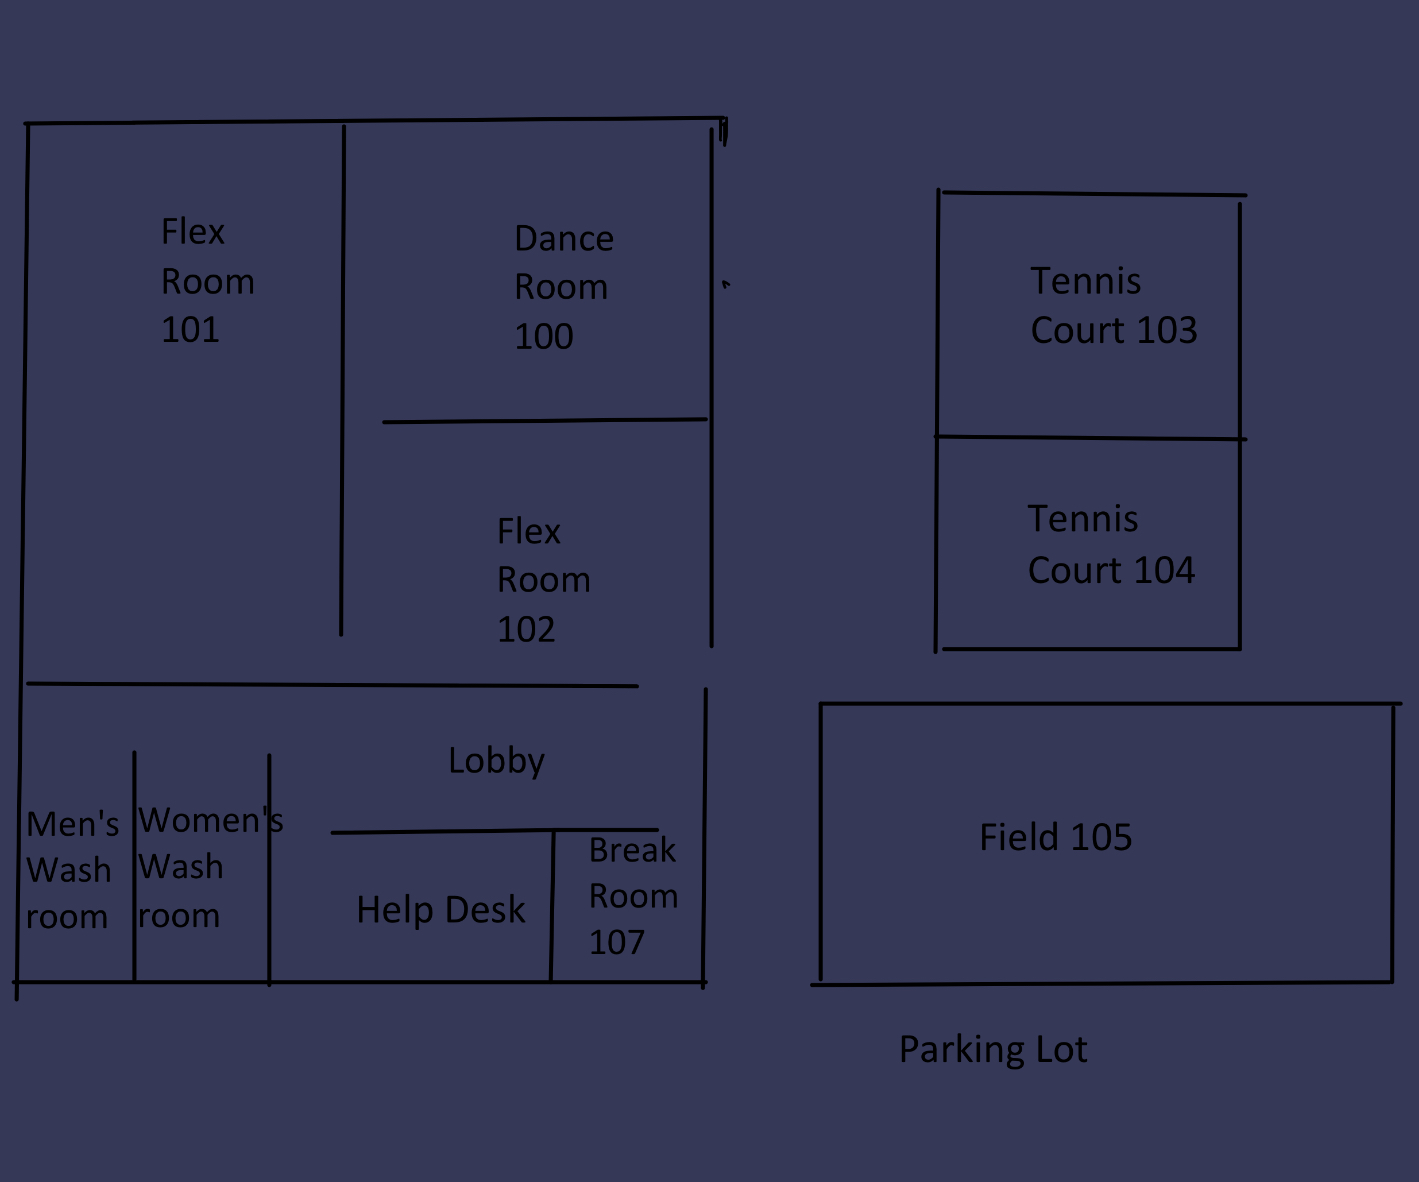 Flex
Room
101
Dance
Room
100
Tennis
Court 103
Flex
Room
102
Tennis
Court 104
Lobby
Men's
Wash
room
Women's
Wash
room
Help Desk
Break
Room
107
Field 105
Parking Lot